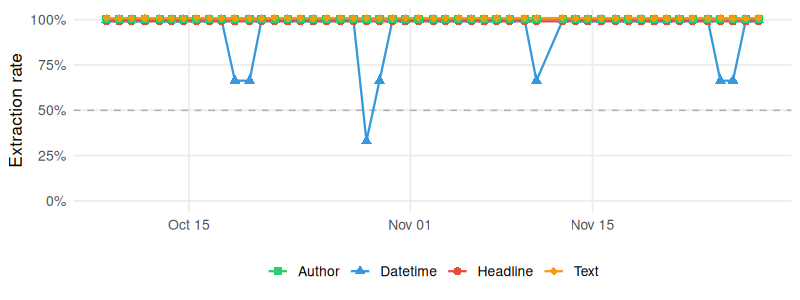 Extraction rate
100%
75%
50%
25%
0%
Oct 15 Nov 01 Nov 15
Author Datetime Headline Text